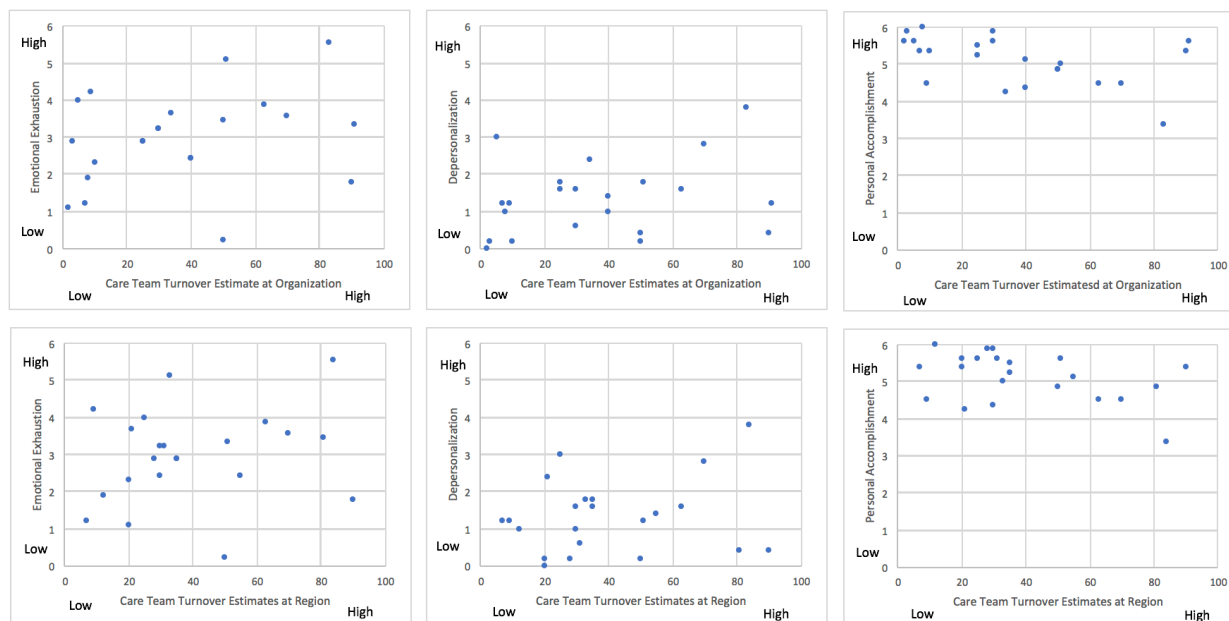 6
High
5
4
3
2
1
Low
0
Emotional Exhaustion
0 20 40 60 80 100
Care Team Turnover Estimate at Organization
Low High
6
High
5
4
3
2
1
Low
0
Depersonalization
0 20 40 60 80 100
Care Team Turnover Estimates at Organization
Low High
6
High
5
4
3
2
1
Low
0
Personal Accomplishment
0 20 40 60 80 100
Care Team Turnover Estimatesd at Organization
Low High
6
High
5
4
3
2
1
Low
0
Emotional Exhaustion
0 20 40 60 80 100
Care Team Turnover Estimates at Region
Low High
6
High
5
4
3
2
1
Low
0
Depersonalization
0 20 40 60 80 100
Care Team Turnover Estimates at Region
Low High
6
High
5
4
3
2
1
Low
0
Personal Accomplishment
0 20 40 60 80 100
Care Team Turnover Estimates at Region
Low High